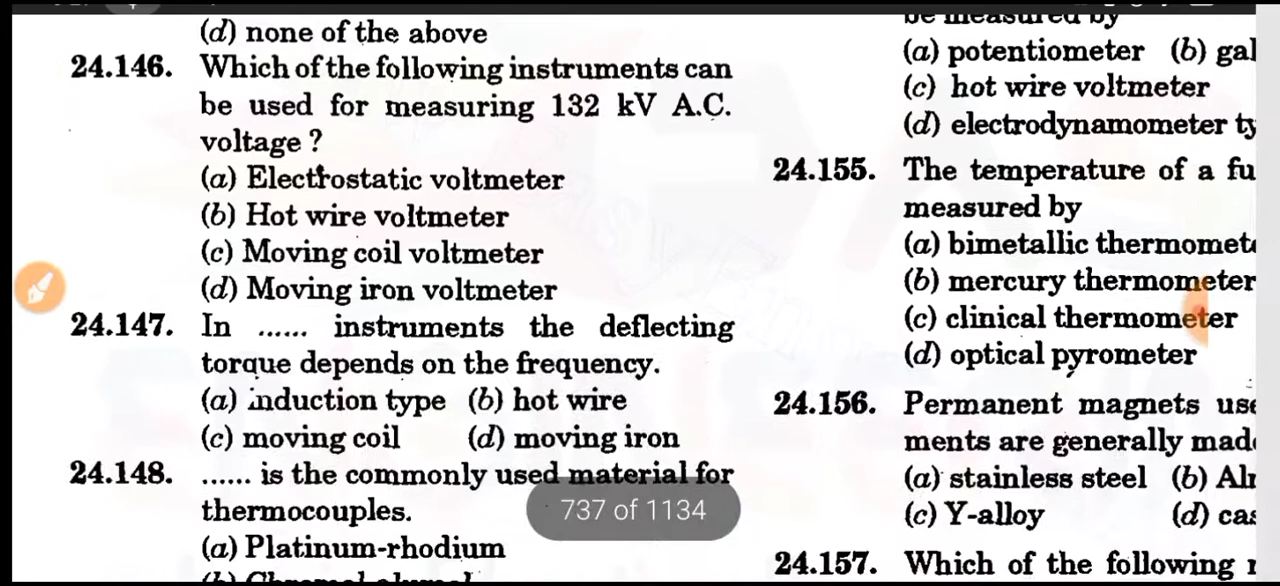 (d) none of the above
24.146. Which of the following instruments can
be used for measuring 132 kV A.C.
voltage ?
(a) Electrostatic voltmeter
(b) Hot wire voltmeter
(c) Moving coil voltmeter
(d) Moving iron voltmeter
24.147. In ...... instruments the deflecting
torque depends on the frequency.
(a) induction type (b) hot wire
(c) moving coil (d) moving iron
24.148. ...... is the commonly used material for
thermocouples.
(a) Platinum-rhodium
737 of 1134
be measured by
(a) potentiometer (b)
(c) hot wire voltmeter
(d) electrodynamometer
24.155. The temperature of a
measured by
(a) bimetallic
(b) mercury thermometer
(c) clinical thermometer
(d) optical pyrometer
24.156. Permanent magnets
ments are generally
(a) stainless steel (b)
(c) Y-alloy (d)
24.157. Which of the following